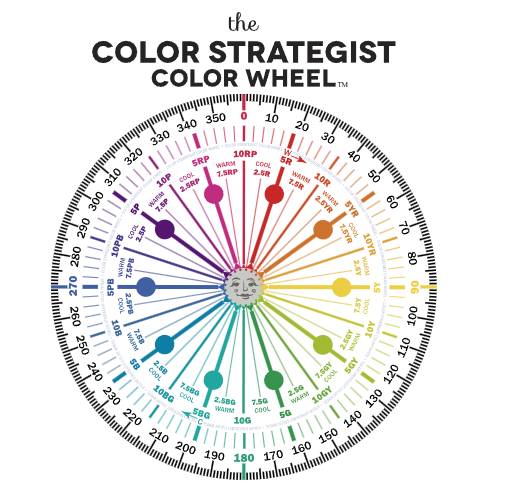 the
COLOR STRATEGIST
COLOR WHEEL™
0
10
20
30
40
50
60
70
80
90
100
110
120
130
140
150
160
170
180
190
200
210
220
230
240
250
260
270
280
290
300
310
320
330
340
350
10RP
COOL
2.5R
W
5R
WARM
7.5R
10R
WARM
2.5YR
5YR
COOL
7.5YR
10YR
WARM
2.5Y
5Y
COOL
7.5Y
10Y
WARM
2.5GY
5GY
COOL
7.5GY
10GY
WARM
2.5G
5G
COOL
7.5G
10G
WARM
2.5BG
5BG
C
COOL
7.5BG
10BG
COOL
2.5B
5B
WARM
7.5B
10B
COOL
2.5PB
5PB
WARM
7.5PB
10PB
COOL
2.5P
5P
WARM
7.5P
10P
COOL
2.5RP
5RP
WARM
7.5RP